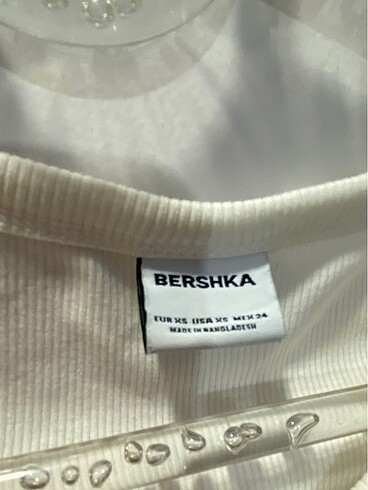 BERSHKA
EUR XS USA XS MEX 24
MADE IN BANGLADESH